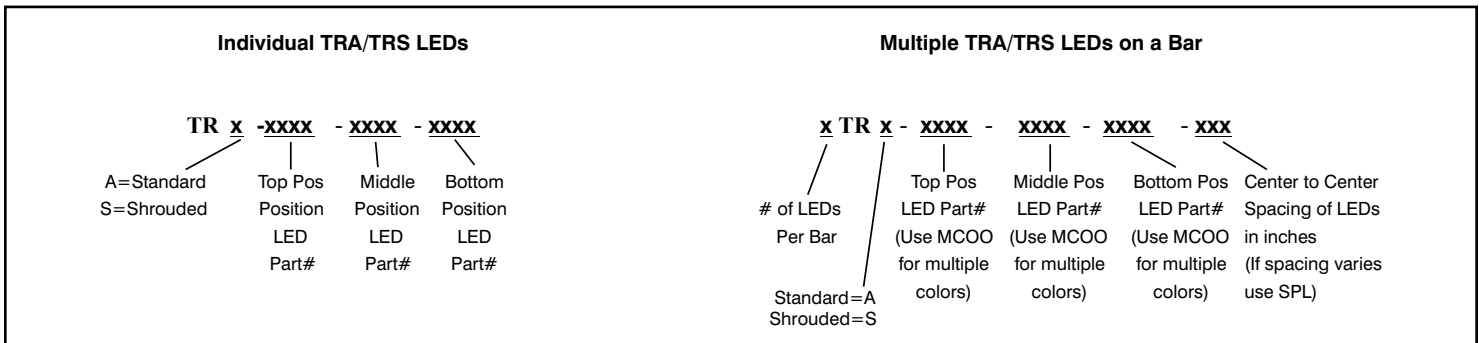 Individual TRA/TRS LEDs
TR x -xxxx - xxxx - xxxx
A=Standard
S=Shrouded
Top Pos
Position
LED
Part#
Middle
Position
LED
Part#
Bottom
Position
LED
Part#
Multiple TRA/TRS LEDs on a Bar
x TR x - xxxx - xxxx - xxxx - xxx
# of LEDs
Per Bar
Standard=A
Shrouded=S
Top Pos
LED Part#
(Use MCOO
for multiple
colors)
Middle Pos
LED Part#
(Use MCOO
for multiple
colors)
Bottom Pos
LED Part#
(Use MCOO
for multiple
colors)
Center to Center
Spacing of LEDs
in inches
(If spacing varies
use SPL)